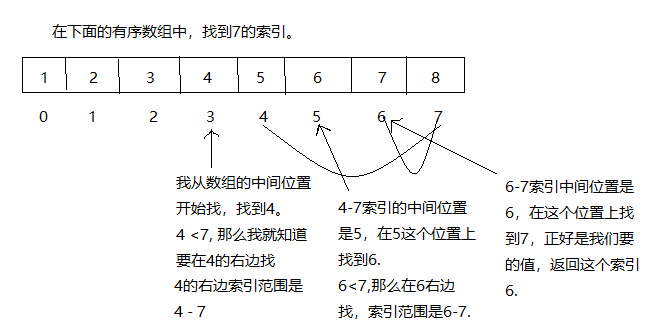 在下面的有序数组中，找到7的索引。
1 2 3 4 5 6 7 8
0 1 2 3 4 5 6 7
我从数组的中间位置
开始找，找到4。
4 <7, 那么我就知道
要在4的右边找
4的右边索引范围是
4 - 7
4-7索引的中间位置
是5，在5这个位置上
找到6.
6<7,那么在6右边
找，索引范围是6-7.
6-7索引中间位置是
6，在这个位置上找
到7，正好是我们要
的值，返回这个索引
6.